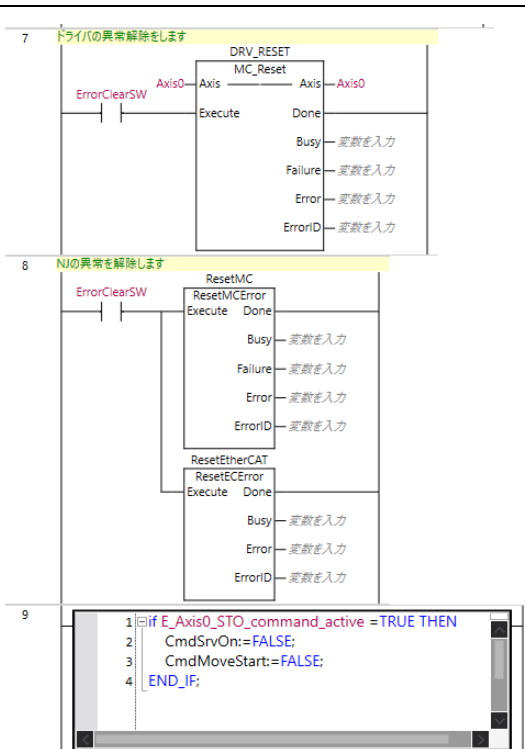 7
ドライバの異常解除をします
DRV_RESET
MC_Reset
ErrorClearSW
Axis0 Axis Axis Axis0
Execute Done
Busy 変数を入力
Failure 変数を入力
Error 変数を入力
ErrorID 変数を入力
8
NJの異常を解除します
ResetMC
ErrorClearSW
ResetMCError
Execute Done
Busy 変数を入力
Failure 変数を入力
Error 変数を入力
ErrorID 変数を入力
ResetEtherCAT
ResetECError
Execute Done
Busy 変数を入力
Error 変数を入力
ErrorID 変数を入力
9
1 if E_Axis0_STO_command_active =TRUE THEN
2 CmdSrvOn:=FALSE;
3 CmdMoveStart:=FALSE;
4 END_IF;